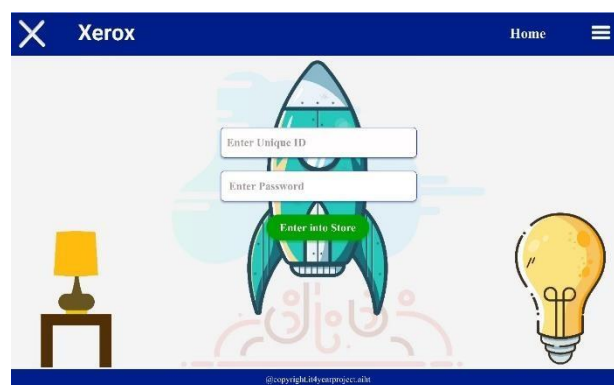 Xerox
Home
Enter Unique ID
Enter Password
Enter into Store
@copyright.it4yearproject.aiht